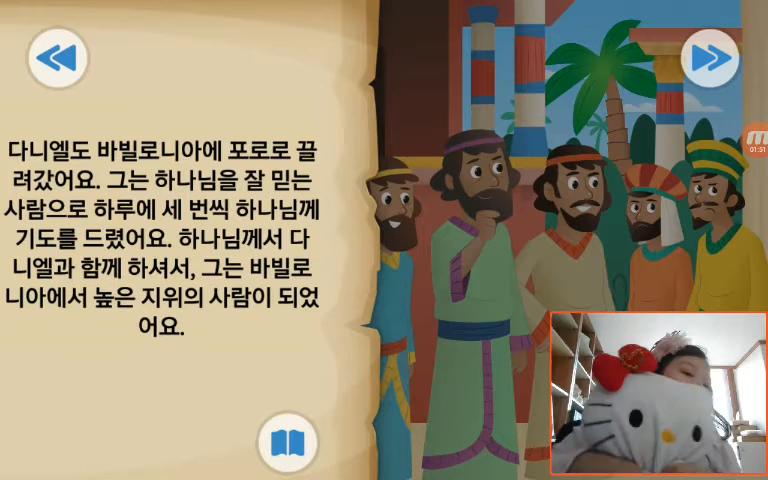 다니엘도 바빌로니아에 포로로 끌
려갔어요. 그는 하나님을 잘 믿는
사람으로 하루에 세 번씩 하나님께
기도를 드렸어요. 하나님께서 다
니엘과 함께 하셔서, 그는 바빌로
니아에서 높은 지위의 사람이 되었
어요.
01:51